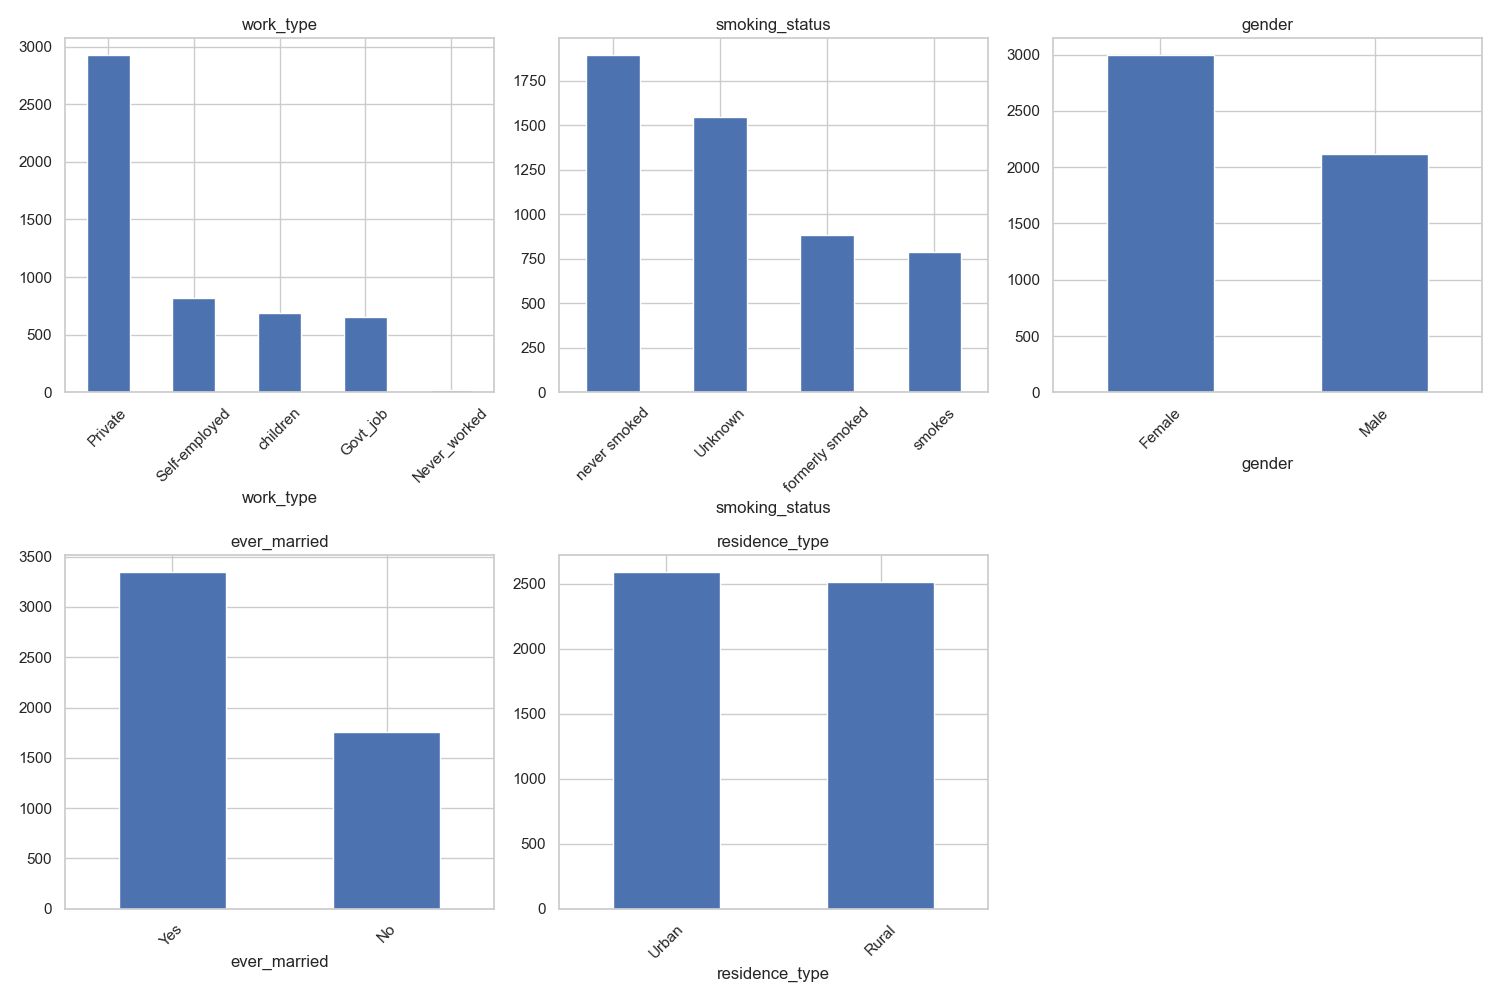 work_type
3000
2500
2000
1500
1000
500
0
Private
Self-employed
children
Govt_job
Never_worked
work_type
smoking_status
1750
1500
1250
1000
750
500
250
0
never smoked
Unknown
formerly smoked
smokes
smoking_status
gender
3000
2500
2000
1500
1000
500
0
Female
Male
gender
ever_married
3500
3000
2500
2000
1500
1000
500
0
Yes
No
ever_married
residence_type
2500
2000
1500
1000
500
0
Urban
Rural
residence_type